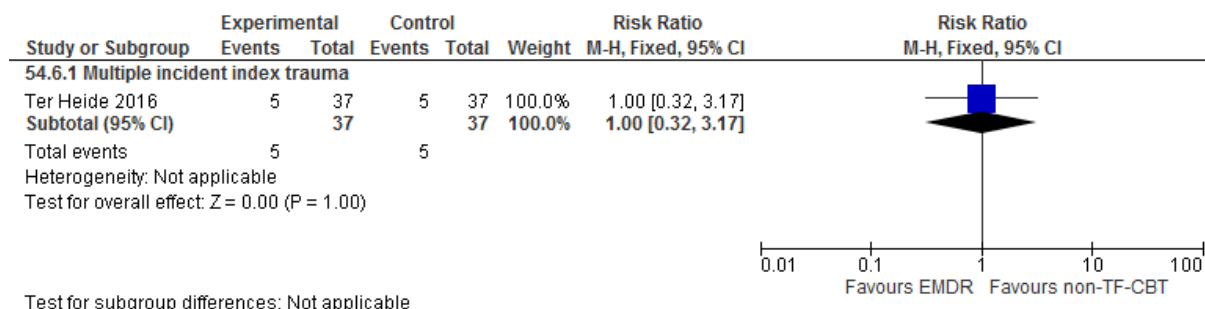 Experimental Control Risk Ratio Risk Ratio
Study or Subgroup Events Total Events Total Weight M-H, Fixed, 95% CI M-H, Fixed, 95% CI
54.6.1 Multiple incident index trauma
Ter Heide 2016 5 37 5 37 100.0% 1.00 [0.32, 3.17]
Subtotal (95% CI) 37 37 100.0% 1.00 [0.32, 3.17]
Total events 5 5
Heterogeneity: Not applicable
Test for overall effect: Z = 0.00 (P = 1.00)
0.01 0.1 1 10 100
Favours EMDR Favours non-TF-CBT
Test for subgroup differences: Not applicable